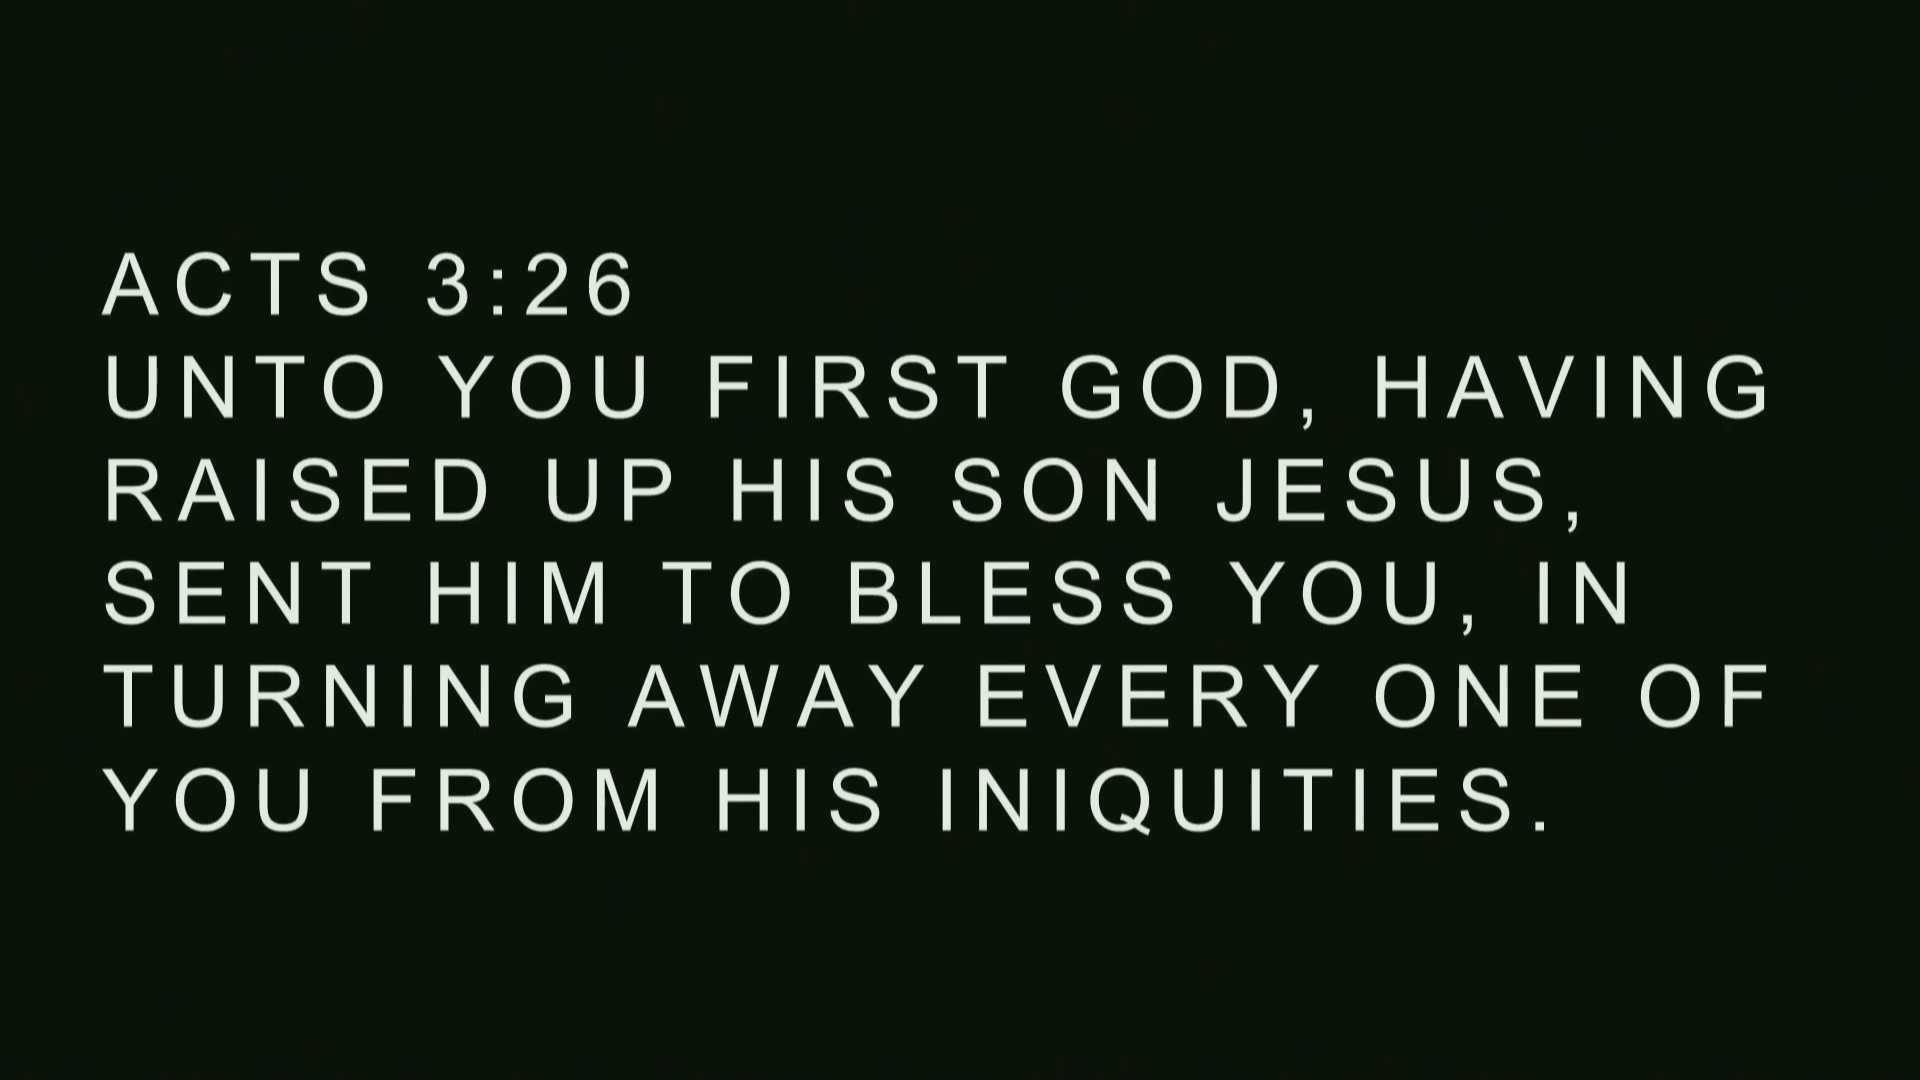 ACTS 3:26
UNTO YOU FIRST GOD, HAVING
RAISED UP HIS SON JESUS,
SENT HIM TO BLESS YOU, IN
TURNING AWAY EVERY ONE OF
YOU FROM HIS INIQUITIES.